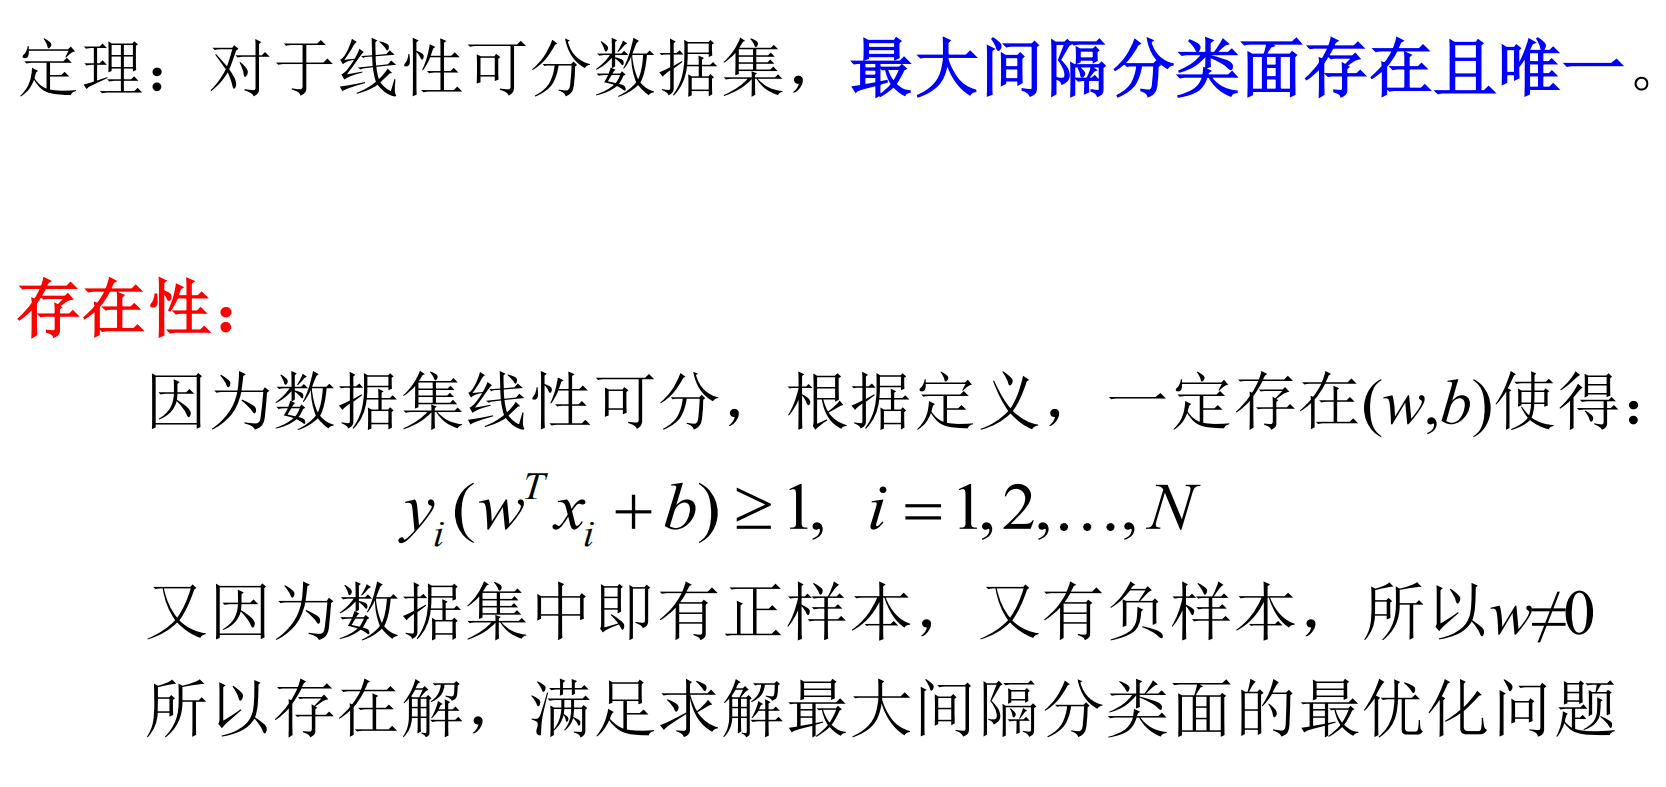 定理：对于线性可分数据集，最大间隔分类面存在且唯一。
存在性：
因为数据集线性可分，根据定义，一定存在(w,b)使得：
y_i(w^T x_i + b) ≥ 1,  i = 1,2,…,N
又因为数据集中即有正样本，又有负样本，所以w≠0
所以存在解，满足求解最大间隔分类面的最优化问题